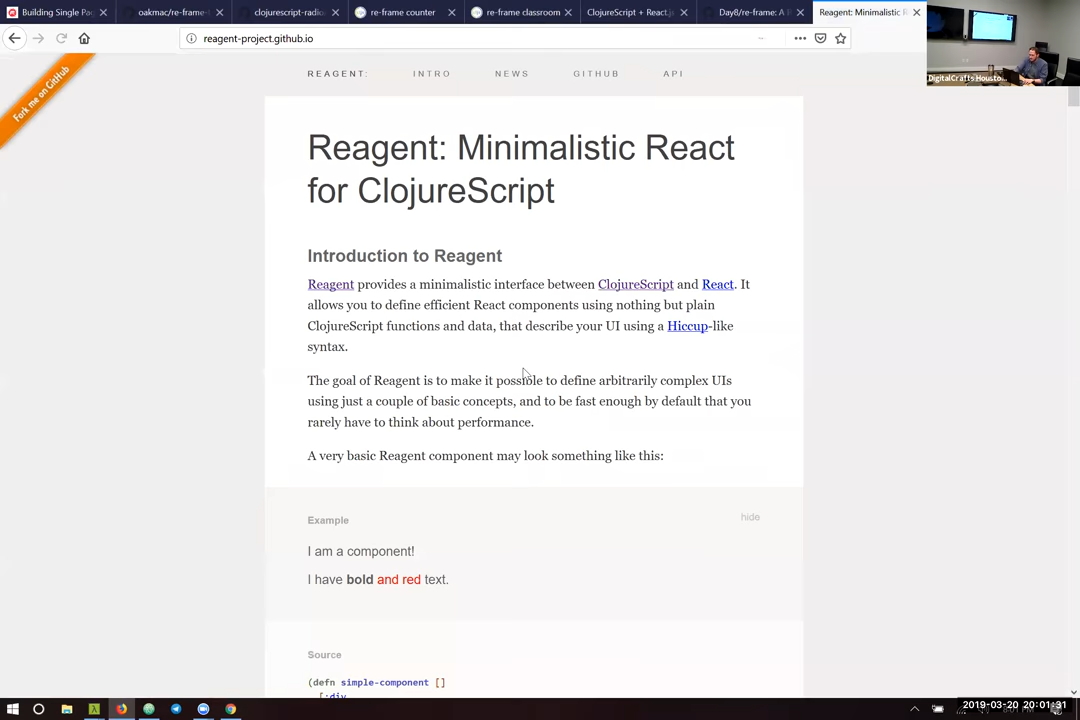 Building Single Pa
oakmac/re-frame-
clojurescript-radio
re-frame counter
re-frame classroom
ClojureScript + React.j
Day8/re-frame: A R
Reagent: Minimalistic R
reagent-project.github.io
DigitalCrafts Housto...
Fork me on GitHub
REAGENT:
INTRO
NEWS
GITHUB
API
Reagent: Minimalistic React
for ClojureScript
Introduction to Reagent
Reagent provides a minimalistic interface between ClojureScript and React. It
allows you to define efficient React components using nothing but plain
ClojureScript functions and data, that describe your UI using a Hiccup-like
syntax.
The goal of Reagent is to make it possible to define arbitrarily complex UIs
using just a couple of basic concepts, and to be fast enough by default that you
rarely have to think about performance.
A very basic Reagent component may look something like this:
Example
hide
I am a component!
I have bold and red text.
Source
(defn simple-component []
[:div
2019-03-20 20:01:31